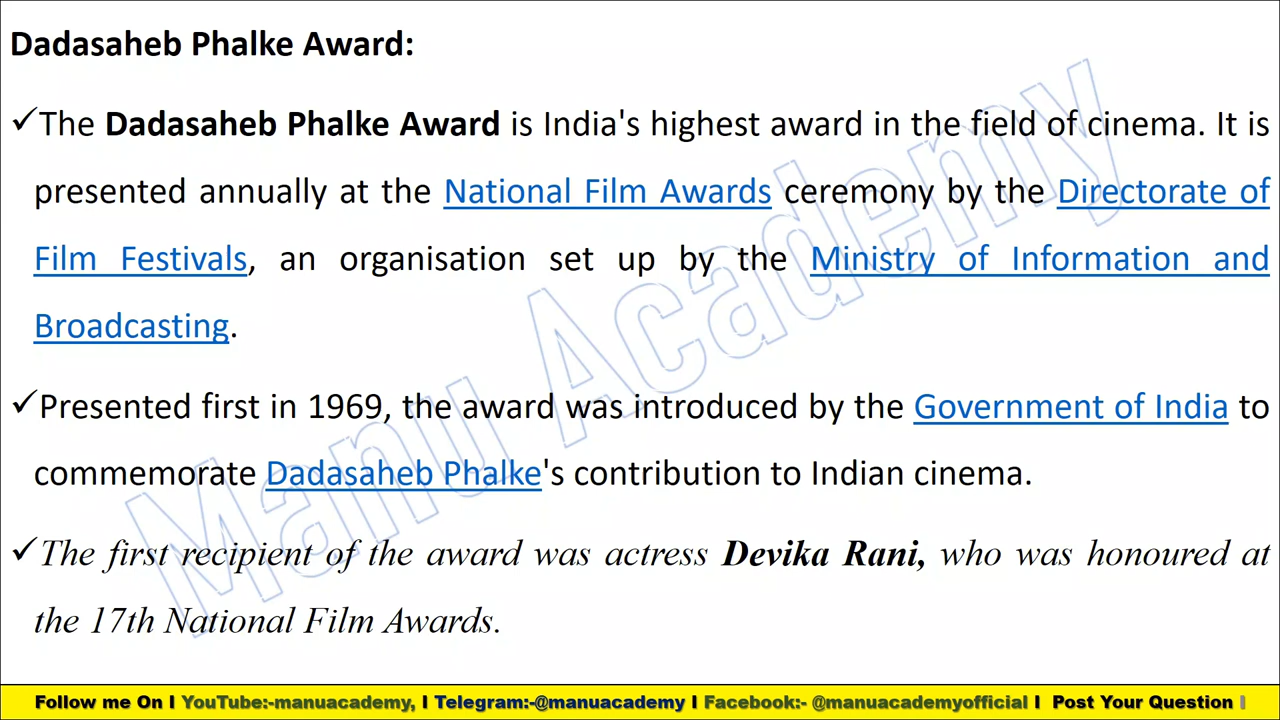 Dadasaheb Phalke Award:
✓The Dadasaheb Phalke Award is India's highest award in the field of cinema. It is
presented annually at the National Film Awards ceremony by the Directorate of
Film Festivals, an organisation set up by the Ministry of Information and
Broadcasting.
✓Presented first in 1969, the award was introduced by the Government of India to
commemorate Dadasaheb Phalke's contribution to Indian cinema.
✓The first recipient of the award was actress Devika Rani, who was honoured at
the 17th National Film Awards.
Manu Academy
Follow me On I YouTube:-manuacademy, I Telegram:-@manuacademy I Facebook:- @manuacademyofficial I Post Your Question I